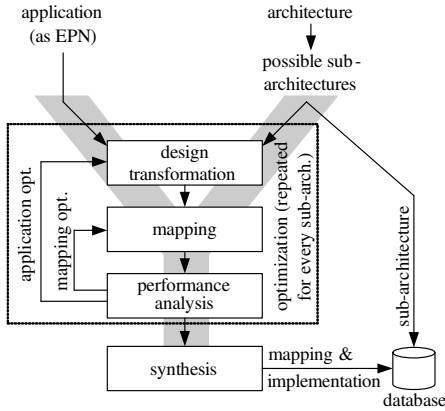 application
(as EPN)
architecture
possible sub-
architectures
design
transformation
mapping
performance
analysis
synthesis
application opt.
mapping opt.
optimization (repeated
for every sub-arch.)
sub-architecture
mapping &
implementation
database